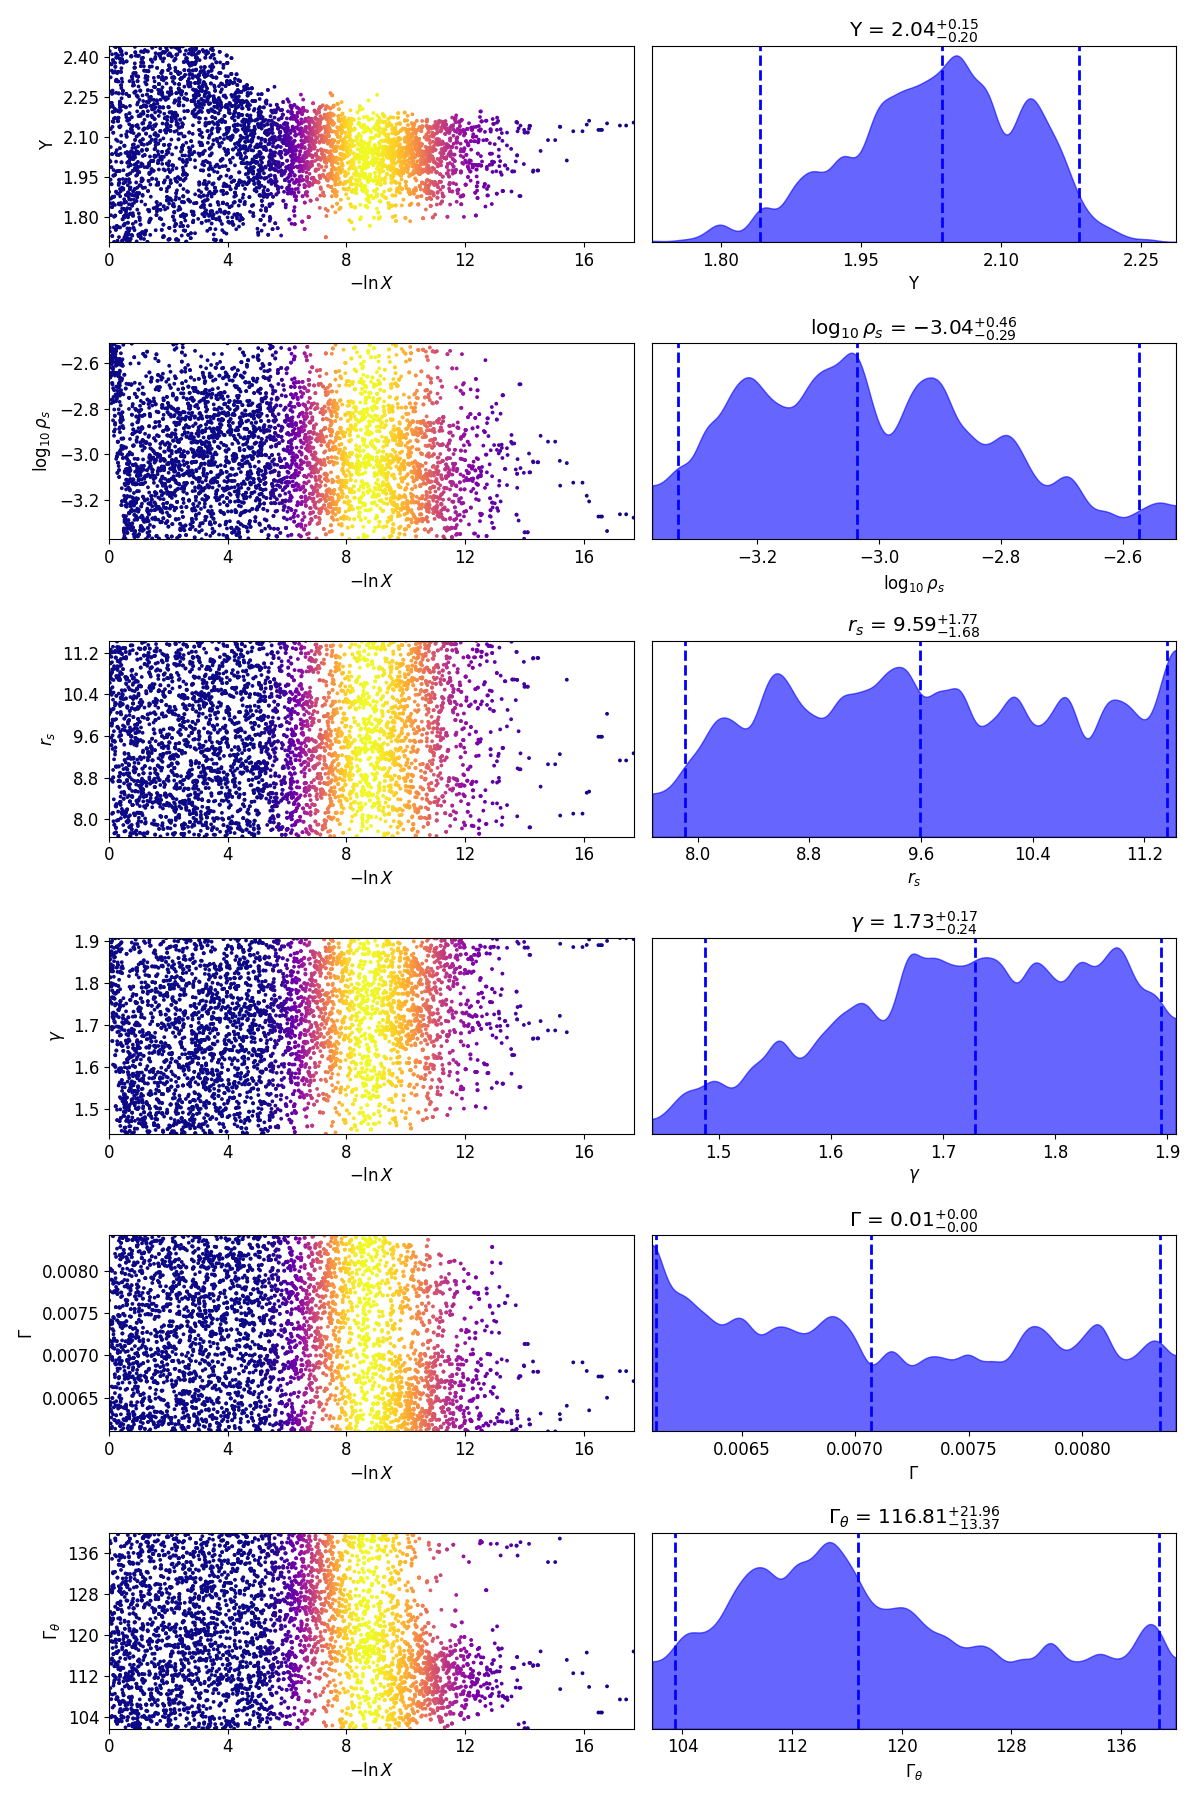 Y = 2.04 +0.15 −0.20
2.40
2.25
2.10
1.95
1.80
Y
0 4 8 12 16
−ln X
1.80 1.95 2.10 2.25
Y
log10 ρs = −3.04 +0.46 −0.29
−2.6
−2.8
−3.0
−3.2
log10 ρs
0 4 8 12 16
−ln X
−3.2 −3.0 −2.8 −2.6
log10 ρs
rs = 9.59 +1.77 −1.68
11.2
10.4
9.6
8.8
8.0
rs
0 4 8 12 16
−ln X
8.0 8.8 9.6 10.4 11.2
rs
γ = 1.73 +0.17 −0.24
1.9
1.8
1.7
1.6
1.5
γ
0 4 8 12 16
−ln X
1.5 1.6 1.7 1.8 1.9
γ
Γ = 0.01 +0.00 −0.00
0.0080
0.0075
0.0070
0.0065
Γ
0 4 8 12 16
−ln X
0.0065 0.0070 0.0075 0.0080
Γ
Γθ = 116.81 +21.96 −13.37
136
128
120
112
104
Γθ
0 4 8 12 16
−ln X
104 112 120 128 136
Γθ